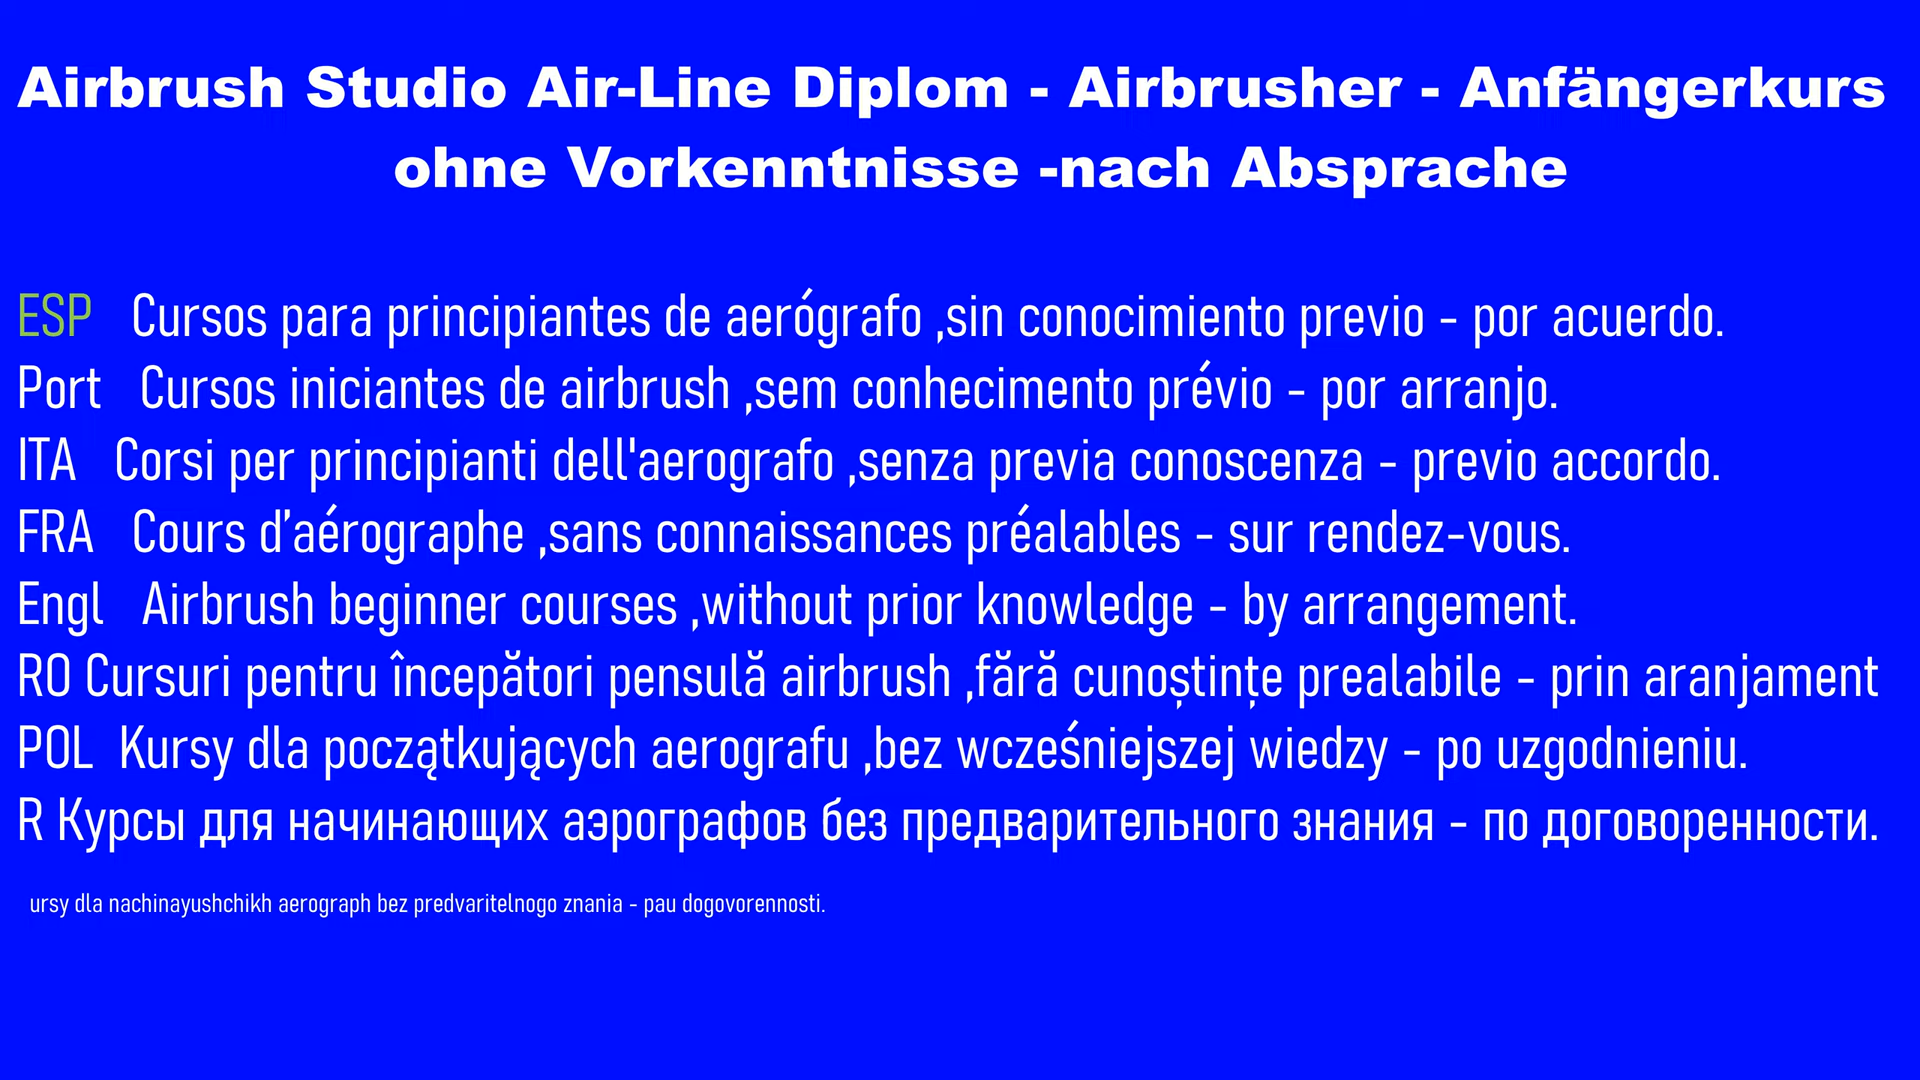 Airbrush Studio Air-Line Diplom - Airbrusher - Anfängerkurs
ohne Vorkenntnisse -nach Absprache
ESP Cursos para principiantes de aerógrafo ,sin conocimiento previo - por acuerdo.
Port Cursos iniciantes de airbrush ,sem conhecimento prévio - por arranjo.
ITA Corsi per principianti dell'aerografo ,senza previa conoscenza - previo accordo.
FRA Cours d’aérographe ,sans connaissances préalables - sur rendez-vous.
Engl Airbrush beginner courses ,without prior knowledge - by arrangement.
RO Cursuri pentru începători pensulă airbrush ,fără cunoștințe prealabile - prin aranjament
POL Kursy dla początkujących aerografu ,bez wcześniejszej wiedzy - po uzgodnieniu.
R Курсы для начинающих аэрографов без предварительного знания - по договоренности.
ursy dla nachinayushchikh aerograph bez predvaritelnogo znania - pau dogovorennosti.